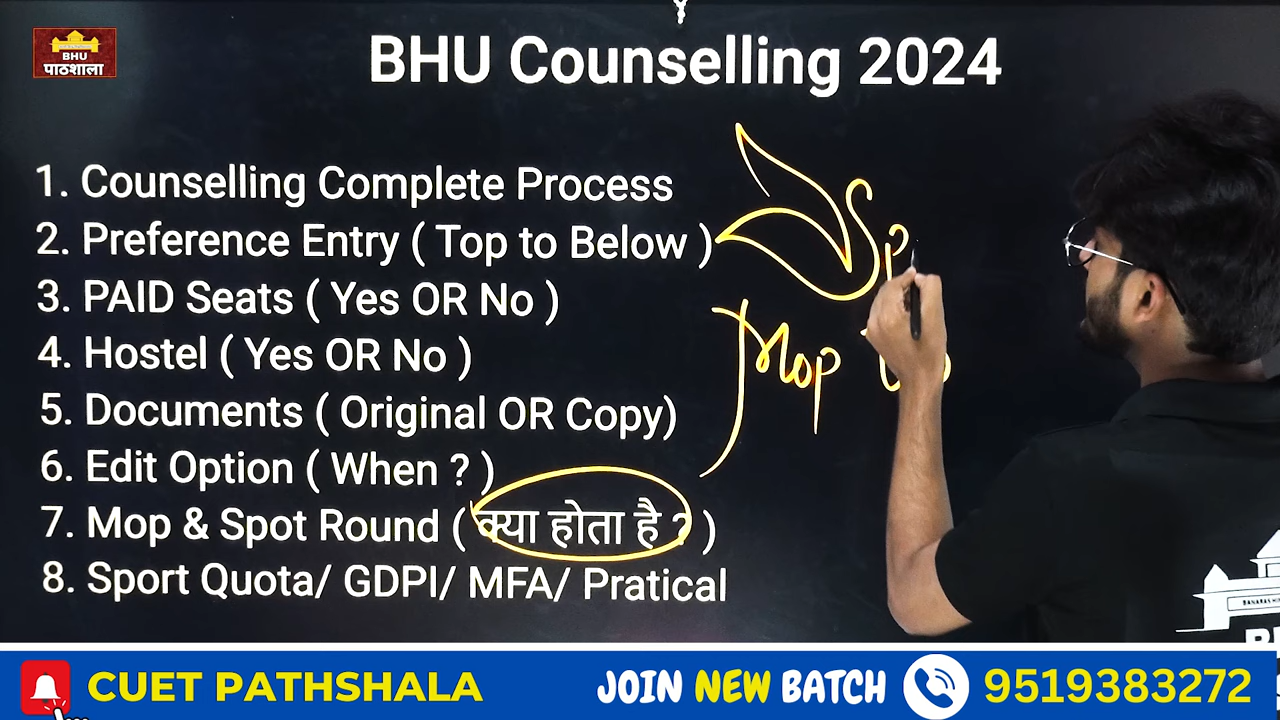 BHU
पाठशाला
BHU Counselling 2024
1. Counselling Complete Process
2. Preference Entry ( Top to Below )
3. PAID Seats ( Yes OR No )
4. Hostel ( Yes OR No )
5. Documents ( Original OR Copy)
6. Edit Option ( When ? )
7. Mop & Spot Round ( क्या होता है ? )
8. Sport Quota/ GDPI/ MFA/ Pratical
Sp
Mop
CUET PATHSHALA
JOIN NEW BATCH
9519383272